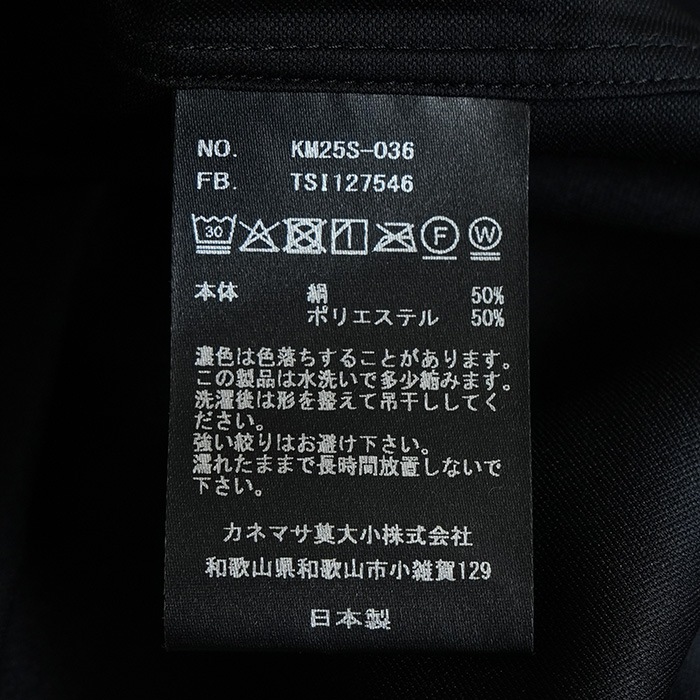 NO. KM25S-036
FB. TSI127546
30 F W
本体 絹 50%
ポリエステル 50%
濃色は色落ちすることがあります。
この製品は水洗いで多少縮みます。
洗濯後は形を整えて吊干ししてく
ださい。
強い絞りはお避け下さい。
濡れたままで長時間放置しないで
下さい。
カネマサ莫大小株式会社
和歌山県和歌山市小雑賀129
日本製